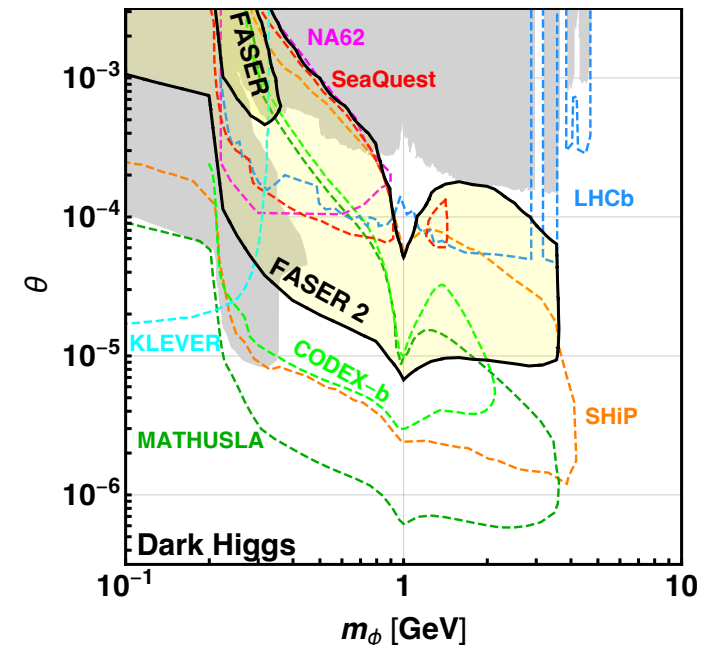 NA62
FASER
SeaQuest
10⁻³
LHCb
10⁻⁴
θ
FASER 2
KLEVER
10⁻⁵
CODEX-b
SHiP
MATHUSLA
10⁻⁶
Dark Higgs
10⁻¹ 1 10
m_ϕ [GeV]